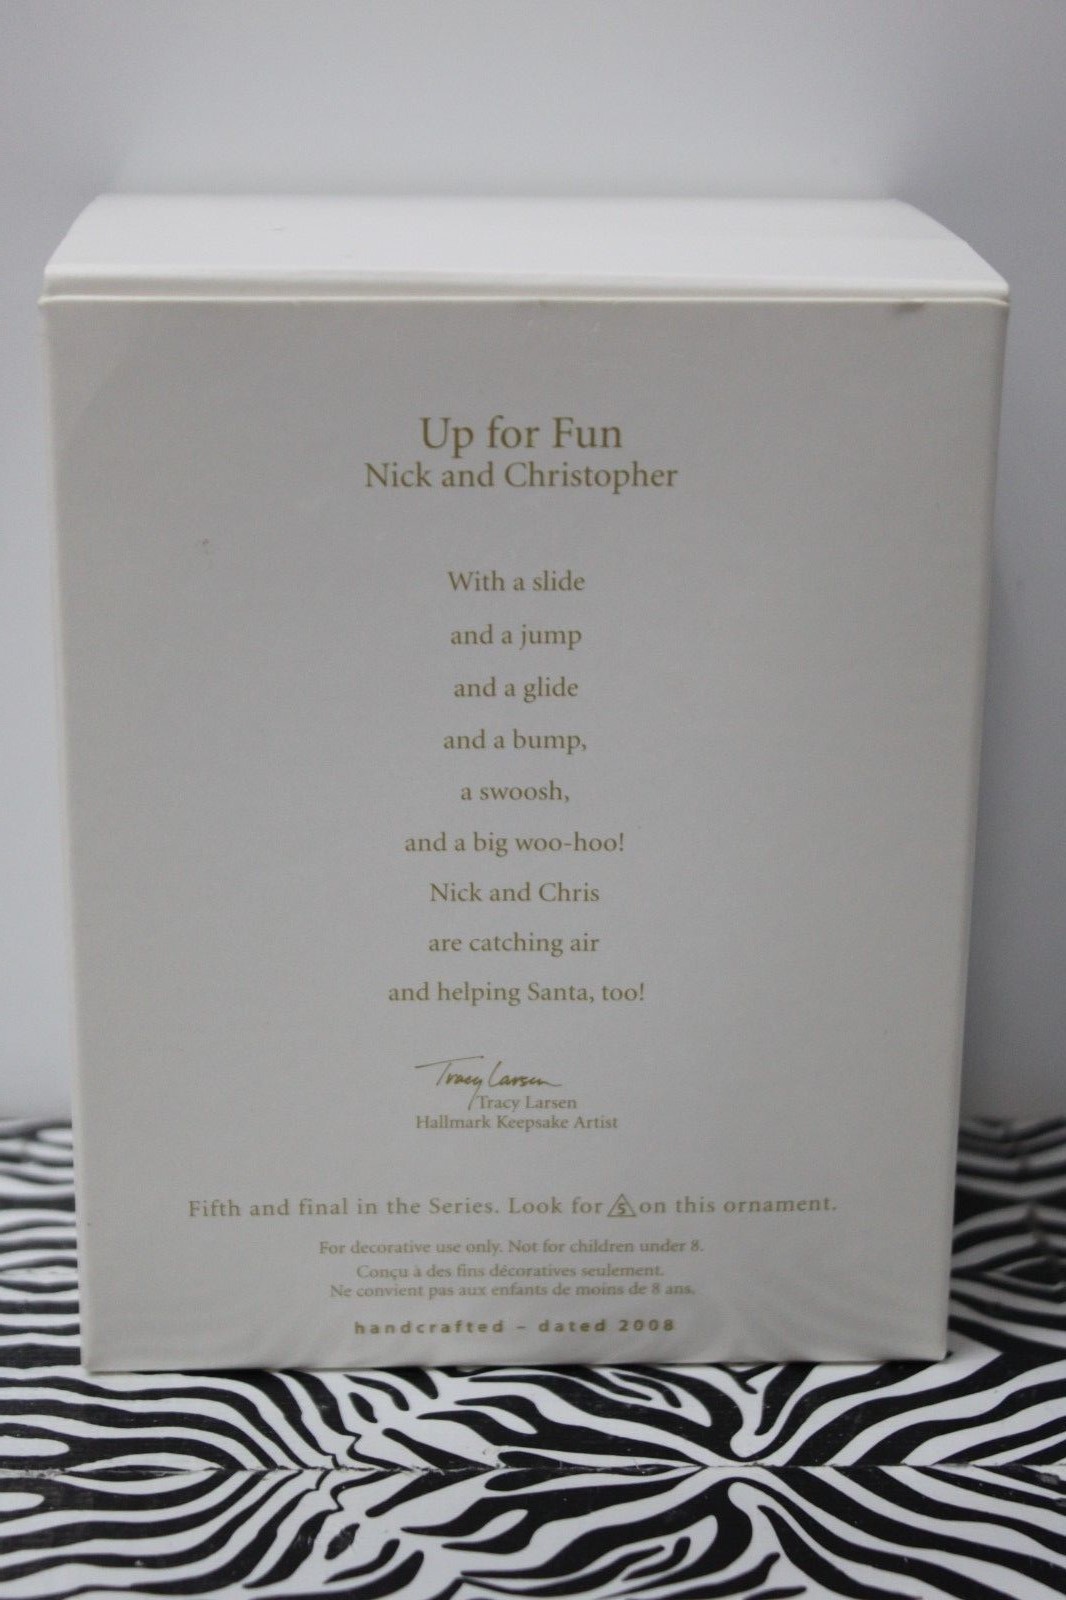 Up for Fun
Nick and Christopher
With a slide
and a jump
and a glide
and a bump,
a swoosh,
and a big woo-hoo!
Nick and Chris
are catching air
and helping Santa, too!
Tracy Larsen
Tracy Larsen
Hallmark Keepsake Artist
Fifth and final in the Series. Look for 5 on this ornament.
For decorative use only. Not for children under 8.
Conçu à des fins décoratives seulement.
Ne convient pas aux enfants de moins de 8 ans.
handcrafted – dated 2008